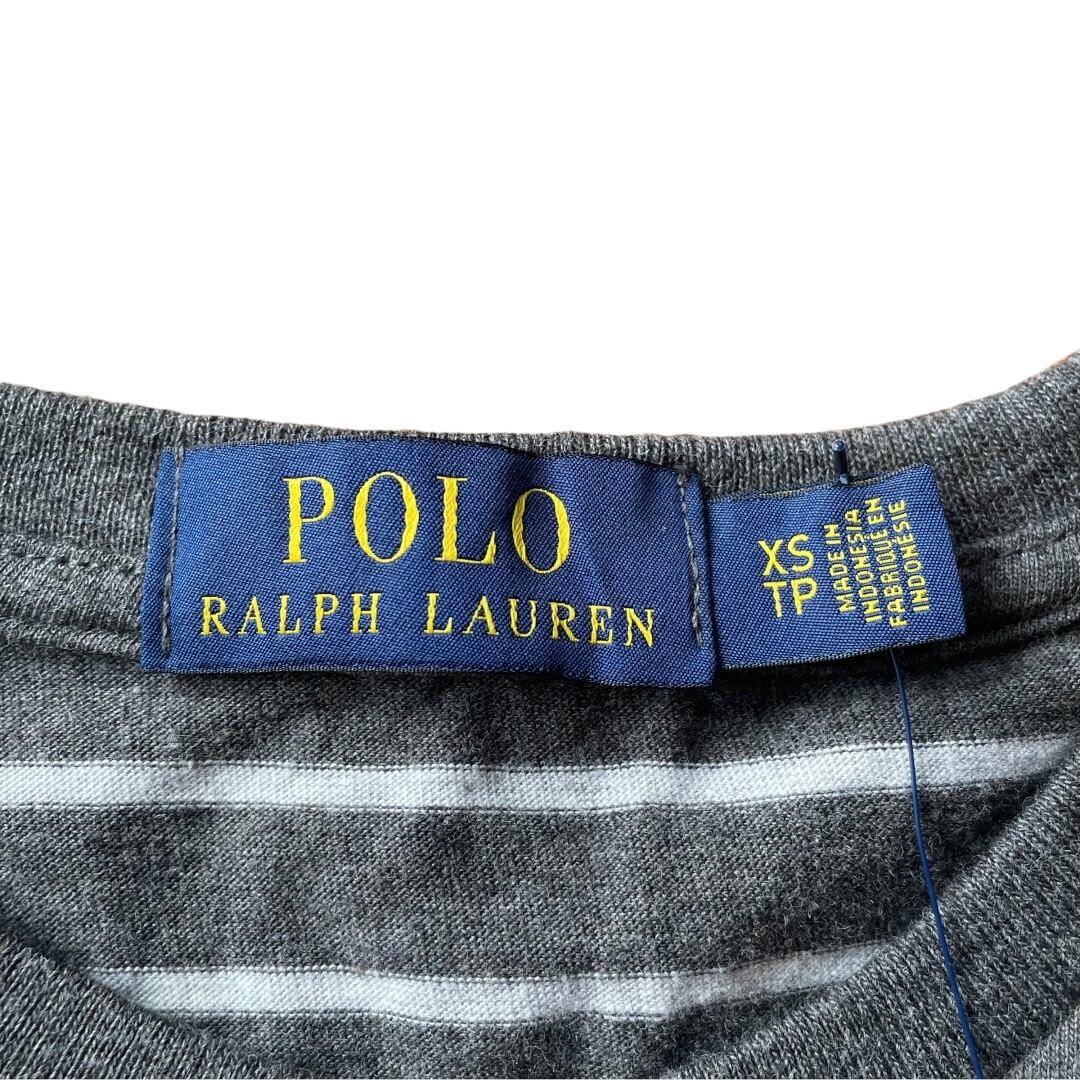 POLO
RALPH LAUREN
XS
TP
MADE IN
INDONESIA
FABRIQUÉ EN
INDONÉSIE